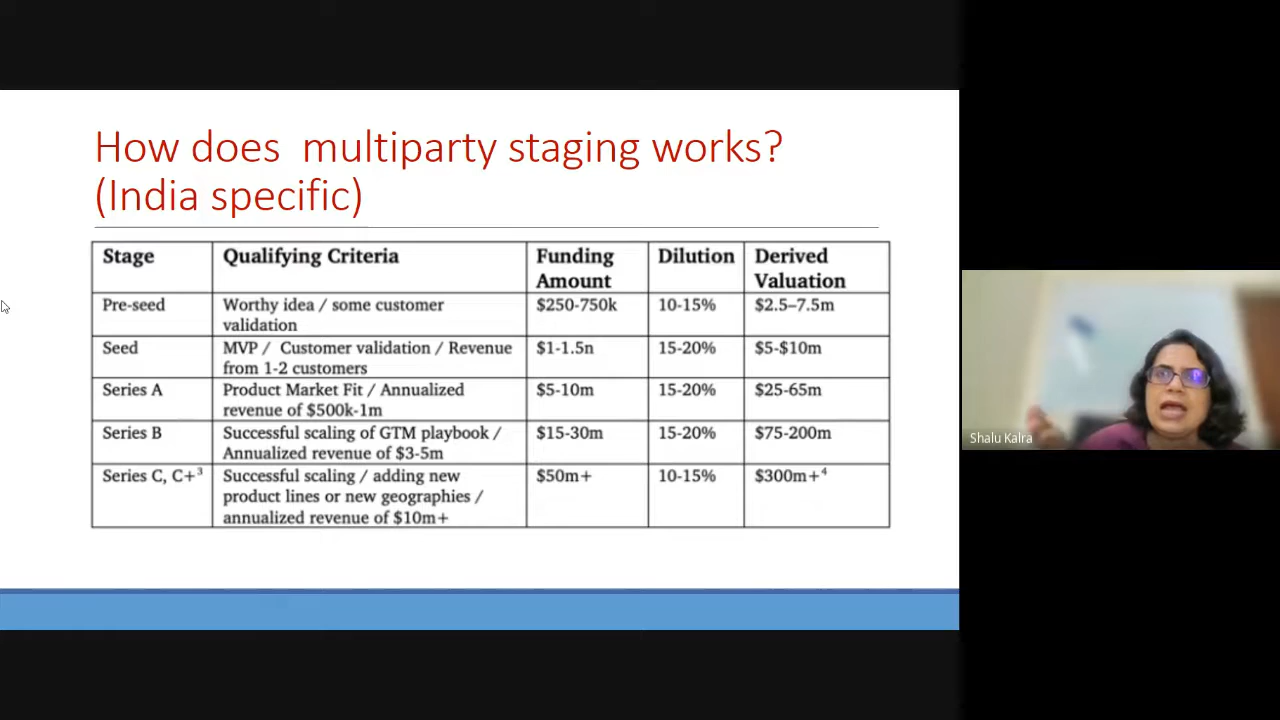 How does  multiparty staging works?
(India specific)
Stage Qualifying Criteria Funding Amount Dilution Derived Valuation
Pre-seed Worthy idea / some customer validation $250-750k 10-15% $2.5–7.5m
Seed MVP /  Customer validation / Revenue from 1-2 customers $1-1.5n 15-20% $5-$10m
Series A Product Market Fit / Annualized revenue of $500k-1m $5-10m 15-20% $25-65m
Series B Successful scaling of GTM playbook / Annualized revenue of $3-5m $15-30m 15-20% $75-200m
Series C, C+³ Successful scaling / adding new product lines or new geographies / annualized revenue of $10m+ $50m+ 10-15% $300m+⁴
Shalu Kalra